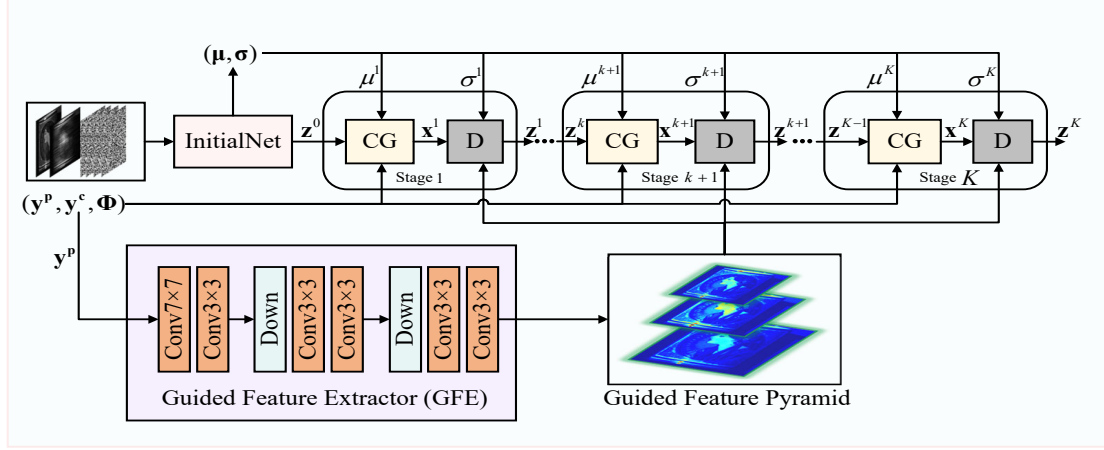 (μ, σ)
μ¹ σ¹ μᵏ⁺¹ σᵏ⁺¹ μᴷ σᴷ
InitialNet z⁰ CG x¹ D z¹ ••• zᵏ CG xᵏ⁺¹ D zᵏ⁺¹ ••• zᴷ⁻¹ CG xᴷ D zᴷ
Stage 1 Stage k + 1 Stage K
(yᵖ, yᶜ, Φ)
yᵖ
Conv7×7
Conv3×3
Down
Conv3×3
Conv3×3
Down
Conv3×3
Conv3×3
Guided Feature Extractor (GFE)
Guided Feature Pyramid